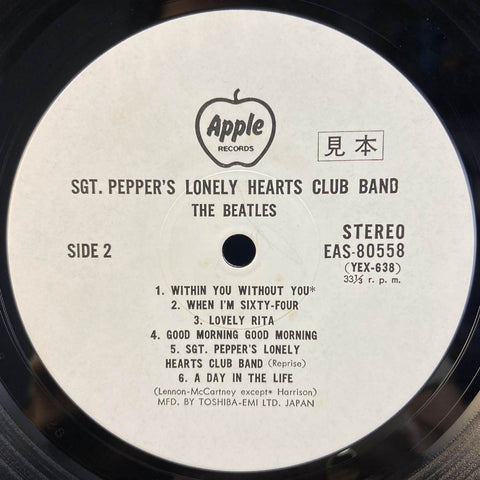 Apple
RECORDS
見本
SGT. PEPPER'S LONELY HEARTS CLUB BAND
THE BEATLES
STEREO
SIDE 2
EAS-80558
(YEX-638)
33⅓ r. p. m.
1. WITHIN YOU WITHOUT YOU*
2. WHEN I'M SIXTY-FOUR
3. LOVELY RITA
4. GOOD MORNING GOOD MORNING
5. SGT. PEPPER'S LONELY
HEARTS CLUB BAND (Reprise)
6. A DAY IN THE LIFE
(Lennon-McCartney except* Harrison)
MFD. BY TOSHIBA-EMI LTD. JAPAN